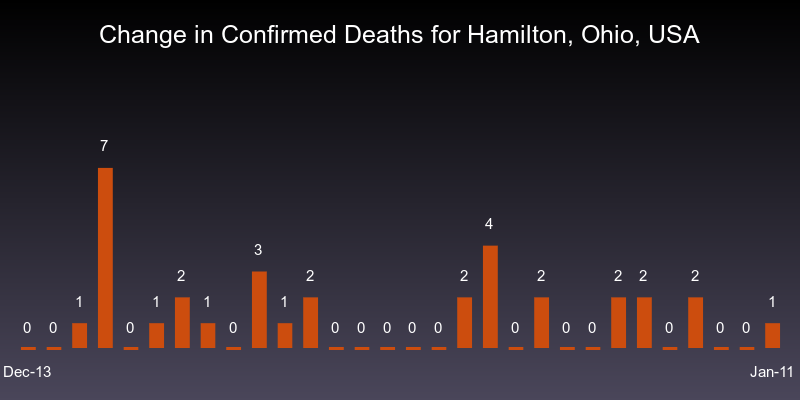 Change in Confirmed Deaths for Hamilton, Ohio, USA
0 0 1 7 0 1 2 1 0 3 1 2 0 0 0 0 0 2 4 0 2 0 0 2 2 0 2 0 0 1
Dec-13 Jan-11